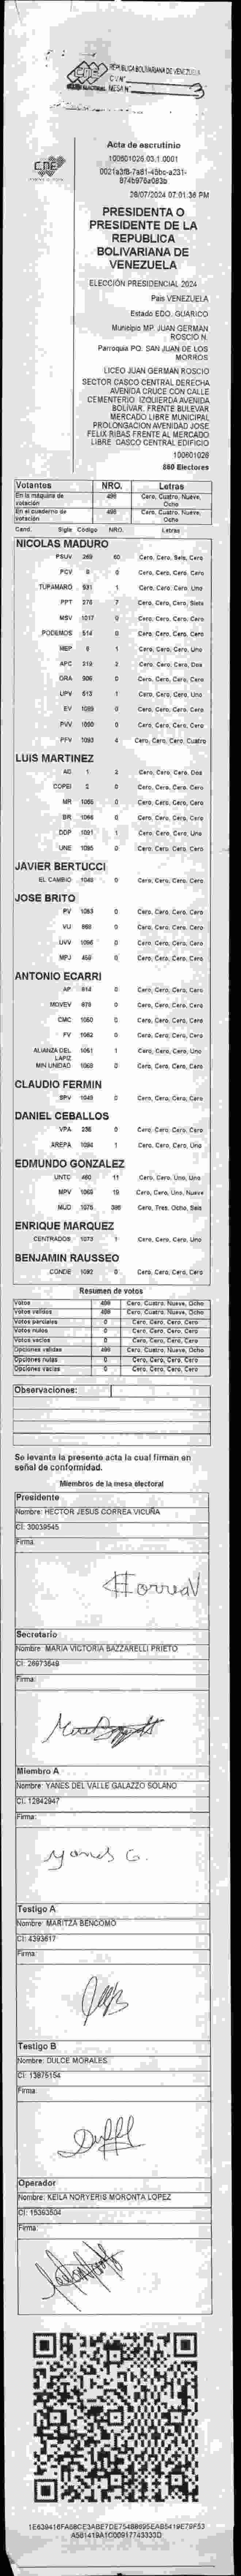 CNE
REPUBLICA BOLIVARIANA DE VENEZUELA
C.V.N°
MESA N°
CNE
Acta de escrutinio
100601026.03.1.0001
28/07/2024 07:01:36 PM
PRESIDENTA O
PRESIDENTE DE LA
REPUBLICA
BOLIVARIANA DE
VENEZUELA
ELECCIÓN PRESIDENCIAL 2024
Pais VENEZUELA
Estado EDO. GUARICO
Municipio MP. JUAN GERMAN
ROSCIO N.
Parroquia PQ. SAN JUAN DE LOS
MORROS
LICEO JUAN GERMAN ROSCIO
SECTOR CASCO CENTRAL DERECHA
AVENIDA CRUCE CON CALLE
CEMENTERIO. IZQUIERDA AVENIDA
BOLIVAR. FRENTE BULEVAR
MERCADO LIBRE MUNICIPAL
PROLONGACION AVENIDAD JOSE
FELIX RIBAS FRENTE AL MERCADO
LIBRE CASCO CENTRAL EDIFICIO
100601026
860 Electores
Votantes NRO. Letras
En la máquina de votación 498 Cero, Cuatro, Nueve, Ocho
En el cuaderno de votación 498 Cero, Cuatro, Nueve, Ocho
Cand. Sigla Código NRO. Letras
NICOLAS MADURO
PSUV 269 60 Cero, Cero, Seis, Cero
PCV 8 0 Cero, Cero, Cero, Cero
TUPAMARO 531 1 Cero, Cero, Cero, Uno
PPT 276 7 Cero, Cero, Cero, Siete
MSV 1017 0 Cero, Cero, Cero, Cero
PODEMOS 514 0 Cero, Cero, Cero, Cero
MEP 6 1 Cero, Cero, Cero, Uno
APC 219 2 Cero, Cero, Cero, Dos
ORA 906 0 Cero, Cero, Cero, Cero
UPV 613 1 Cero, Cero, Cero, Uno
EV 1089 0 Cero, Cero, Cero, Cero
PVV 1090 0 Cero, Cero, Cero, Cero
PFV 1093 4 Cero, Cero, Cero, Cuatro
LUIS MARTINEZ
AD 1 2 Cero, Cero, Cero, Dos
COPEI 2 0 Cero, Cero, Cero, Cero
MR 1055 0 Cero, Cero, Cero, Cero
BR 1066 0 Cero, Cero, Cero, Cero
DDP 1091 1 Cero, Cero, Cero, Uno
UNE 1095 0 Cero, Cero, Cero, Cero
JAVIER BERTUCCI
EL CAMBIO 1048 0 Cero, Cero, Cero, Cero
JOSE BRITO
PV 1083 0 Cero, Cero, Cero, Cero
VU 868 0 Cero, Cero, Cero, Cero
UVV 1096 0 Cero, Cero, Cero, Cero
MPJ 458 0 Cero, Cero, Cero, Cero
ANTONIO ECARRI
AP 814 0 Cero, Cero, Cero, Cero
MOVEV 979 0 Cero, Cero, Cero, Cero
CMC 1050 0 Cero, Cero, Cero, Cero
FV 1062 0 Cero, Cero, Cero, Cero
ALIANZA DEL LAPIZ 1051 1 Cero, Cero, Cero, Uno
MIN UNIDAD 1069 0 Cero, Cero, Cero, Cero
CLAUDIO FERMIN
SPV 1049 0 Cero, Cero, Cero, Cero
DANIEL CEBALLOS
VPA 236 0 Cero, Cero, Cero, Cero
AREPA 1094 1 Cero, Cero, Cero, Uno
EDMUNDO GONZALEZ
UNTC 460 11 Cero, Cero, Uno, Uno
MPV 1069 19 Cero, Cero, Uno, Nueve
MUD 1075 386 Cero, Tres, Ocho, Seis
ENRIQUE MARQUEZ
CENTRADOS 1073 1 Cero, Cero, Cero, Uno
BENJAMIN RAUSSEO
CONDE 1092 0 Cero, Cero, Cero, Cero
Resumen de votos
Votos 498 Cero, Cuatro, Nueve, Ocho
Votos válidos 498 Cero, Cuatro, Nueve, Ocho
Votos parciales 0 Cero, Cero, Cero, Cero
Votos nulos 0 Cero, Cero, Cero, Cero
Votos vacíos 0 Cero, Cero, Cero, Cero
Opciones válidas 498 Cero, Cuatro, Nueve, Ocho
Opciones nulas 0 Cero, Cero, Cero, Cero
Opciones vacías 0 Cero, Cero, Cero, Cero
Observaciones:
Se levanta la presente acta la cual firman en
señal de conformidad.
Miembros de la mesa electoral
Presidente
Nombre: HECTOR JESUS CORREA VICUÑA
CI: 30039545
Firma:
Secretario
Nombre: MARIA VICTORIA BAZZARELLI PRIETO
CI: 26973649
Firma:
Miembro A
Nombre: YANES DEL VALLE GALAZZO SOLANO
CI: 12842947
Firma:
Yanes G.
Testigo A
Nombre: MARITZA BENCOMO
CI: 4393617
Firma:
Testigo B
Nombre: DULCE MORALES
CI: 13875154
Firma:
Operador
Nombre: KEILA NORYERIS MORONTA LOPEZ
CI: 15393504
Firma: